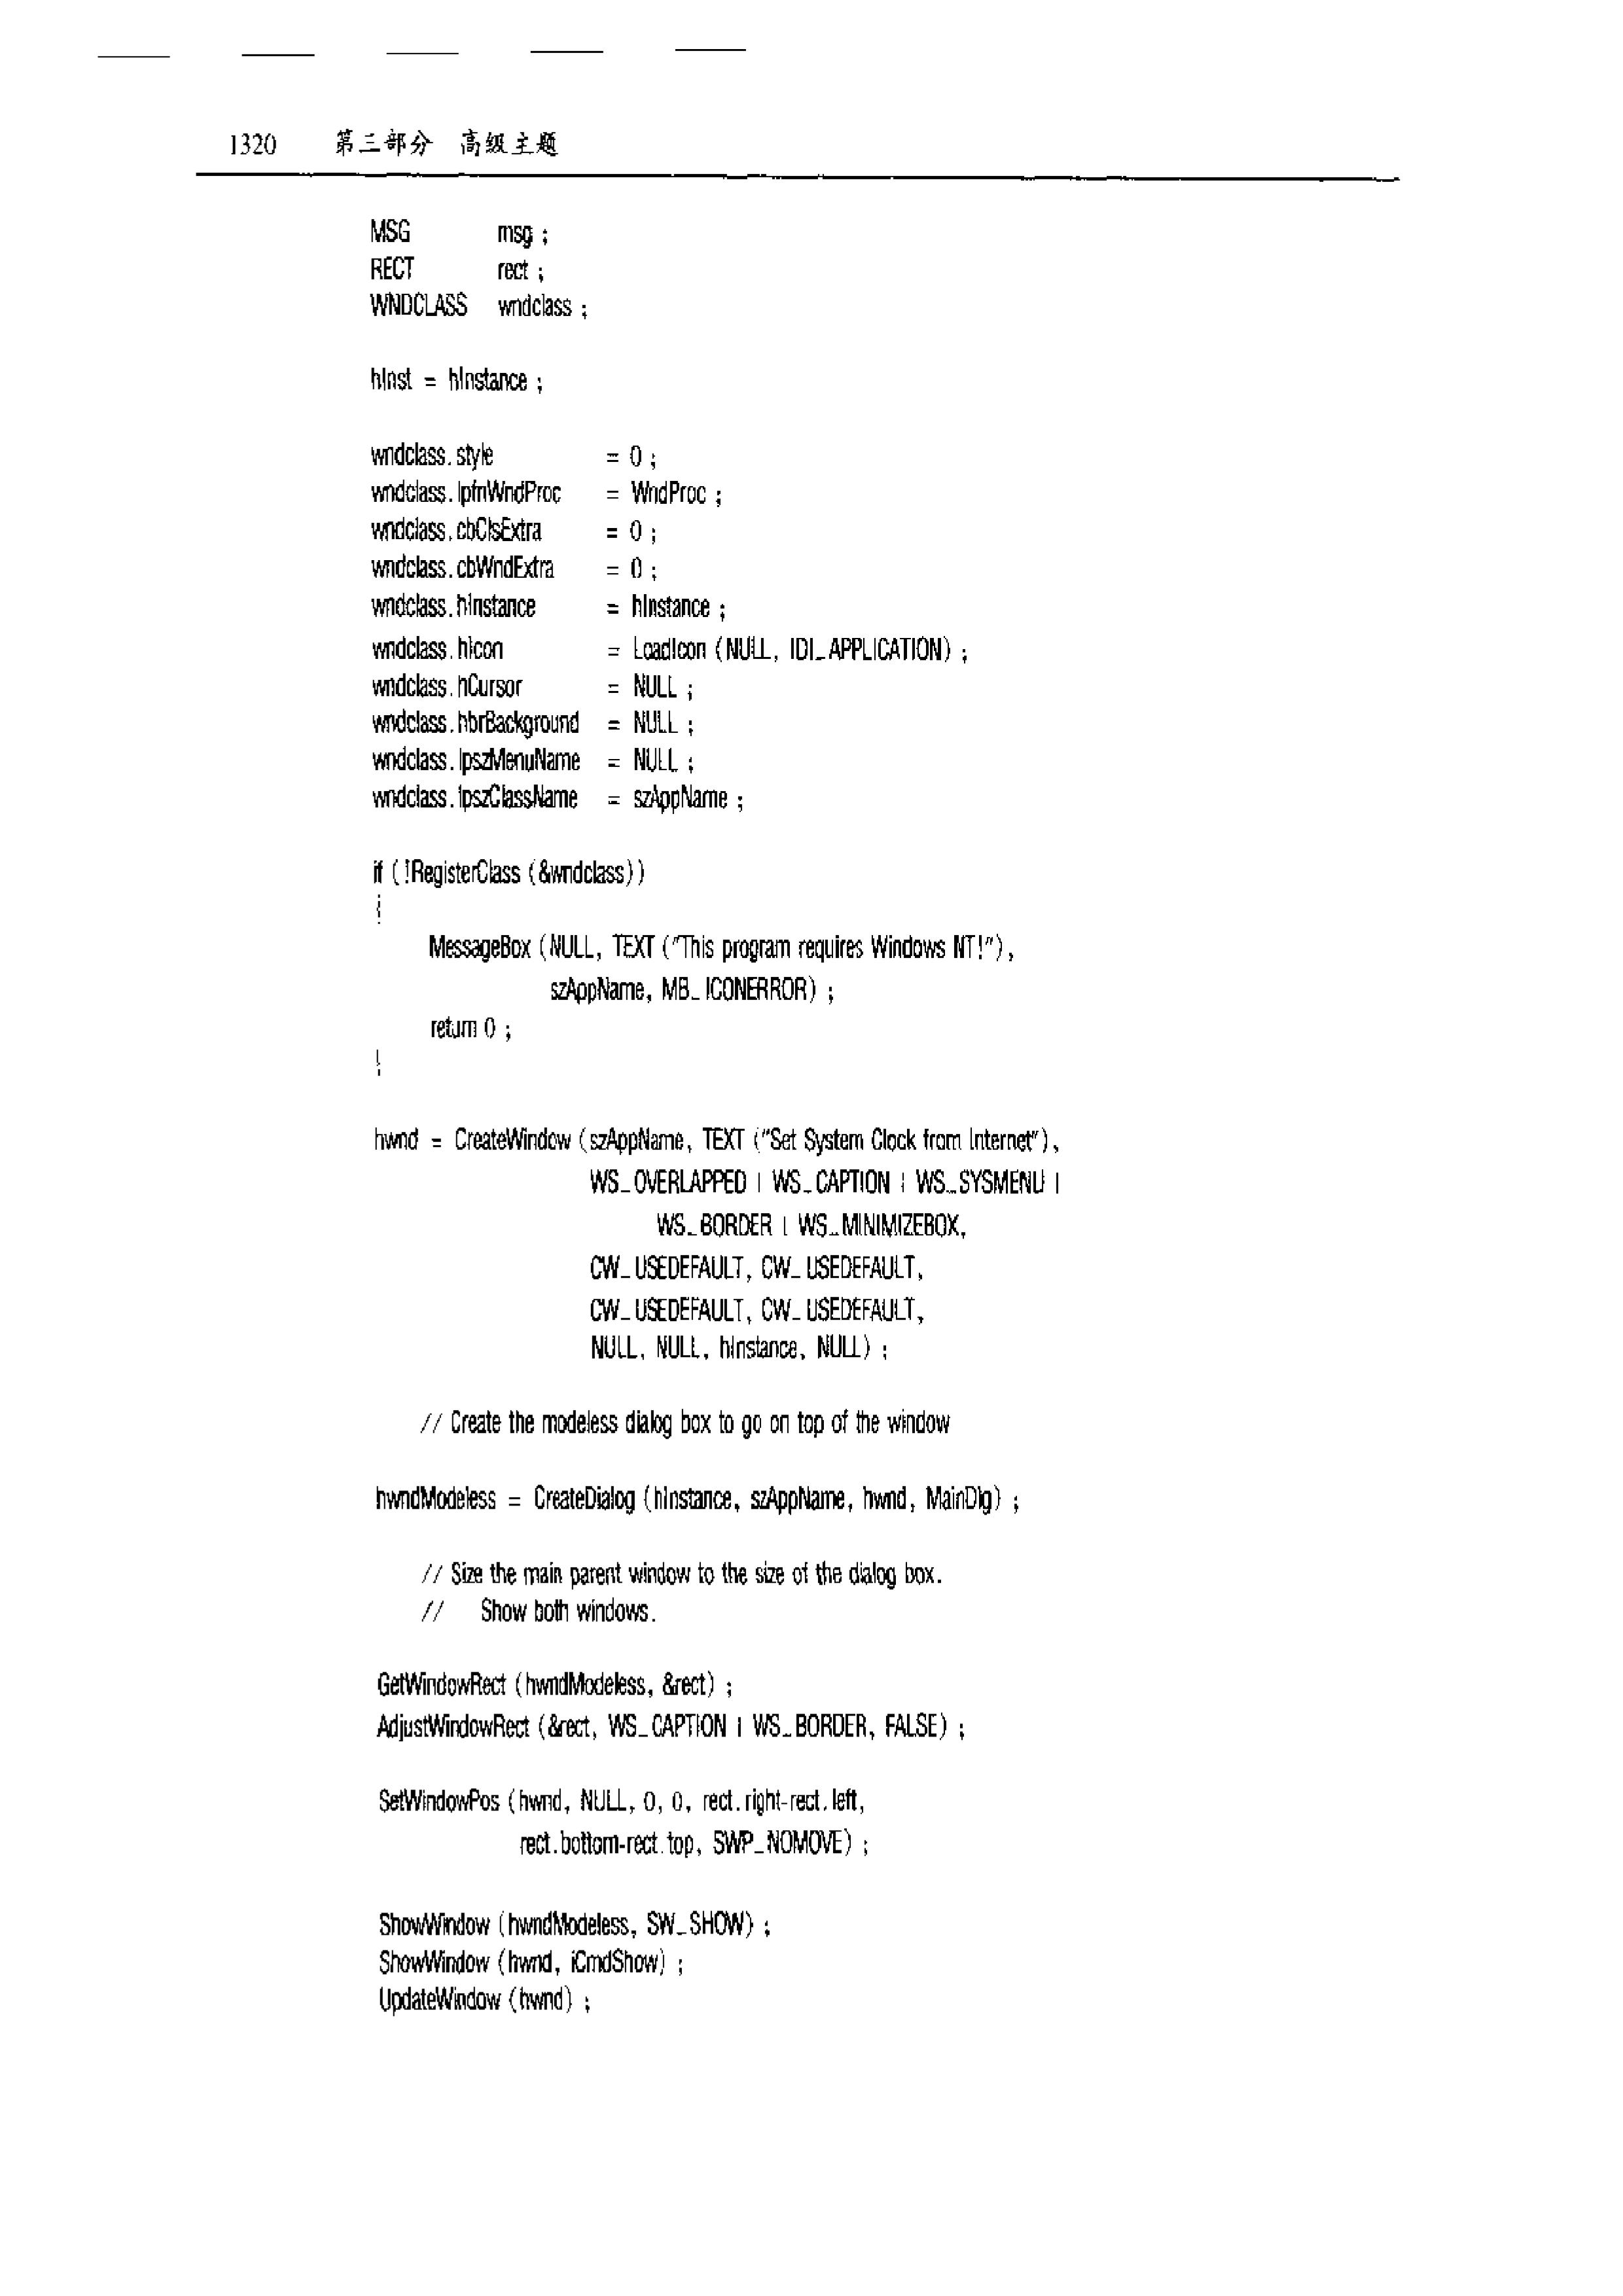 1320 第三部分 高级主题
MSG msg ;
RECT rect ;
WNDCLASS wndclass ;
hInst = hInstance ;
wndclass.style = 0 ;
wndclass.lpfnWndProc = WndProc ;
wndclass.cbClsExtra = 0 ;
wndclass.cbWndExtra = 0 ;
wndclass.hInstance = hInstance ;
wndclass.hIcon = LoadIcon (NULL, IDI_APPLICATION) ;
wndclass.hCursor = NULL ;
wndclass.hbrBackground = NULL ;
wndclass.lpszMenuName = NULL ;
wndclass.lpszClassName = szAppName ;
if (!RegisterClass (&wndclass))
{
MessageBox (NULL, TEXT ("This program requires Windows NT!"),
szAppName, MB_ICONERROR) ;
return 0 ;
}
hwnd = CreateWindow (szAppName, TEXT ("Set System Clock from Internet"),
WS_OVERLAPPED | WS_CAPTION | WS_SYSMENU |
WS_BORDER | WS_MINIMIZEBOX,
CW_USEDEFAULT, CW_USEDEFAULT,
CW_USEDEFAULT, CW_USEDEFAULT,
NULL, NULL, hInstance, NULL) ;
// Create the modeless dialog box to go on top of the window
hwndModeless = CreateDialog (hInstance, szAppName, hwnd, MainDlg) ;
// Size the main parent window to the size of the dialog box.
// Show both windows.
GetWindowRect (hwndModeless, &rect) ;
AdjustWindowRect (&rect, WS_CAPTION | WS_BORDER, FALSE) ;
SetWindowPos (hwnd, NULL, 0, 0, rect.right-rect.left,
rect.bottom-rect.top, SWP_NOMOVE) ;
ShowWindow (hwndModeless, SW_SHOW) ;
ShowWindow (hwnd, iCmdShow) ;
UpdateWindow (hwnd) ;